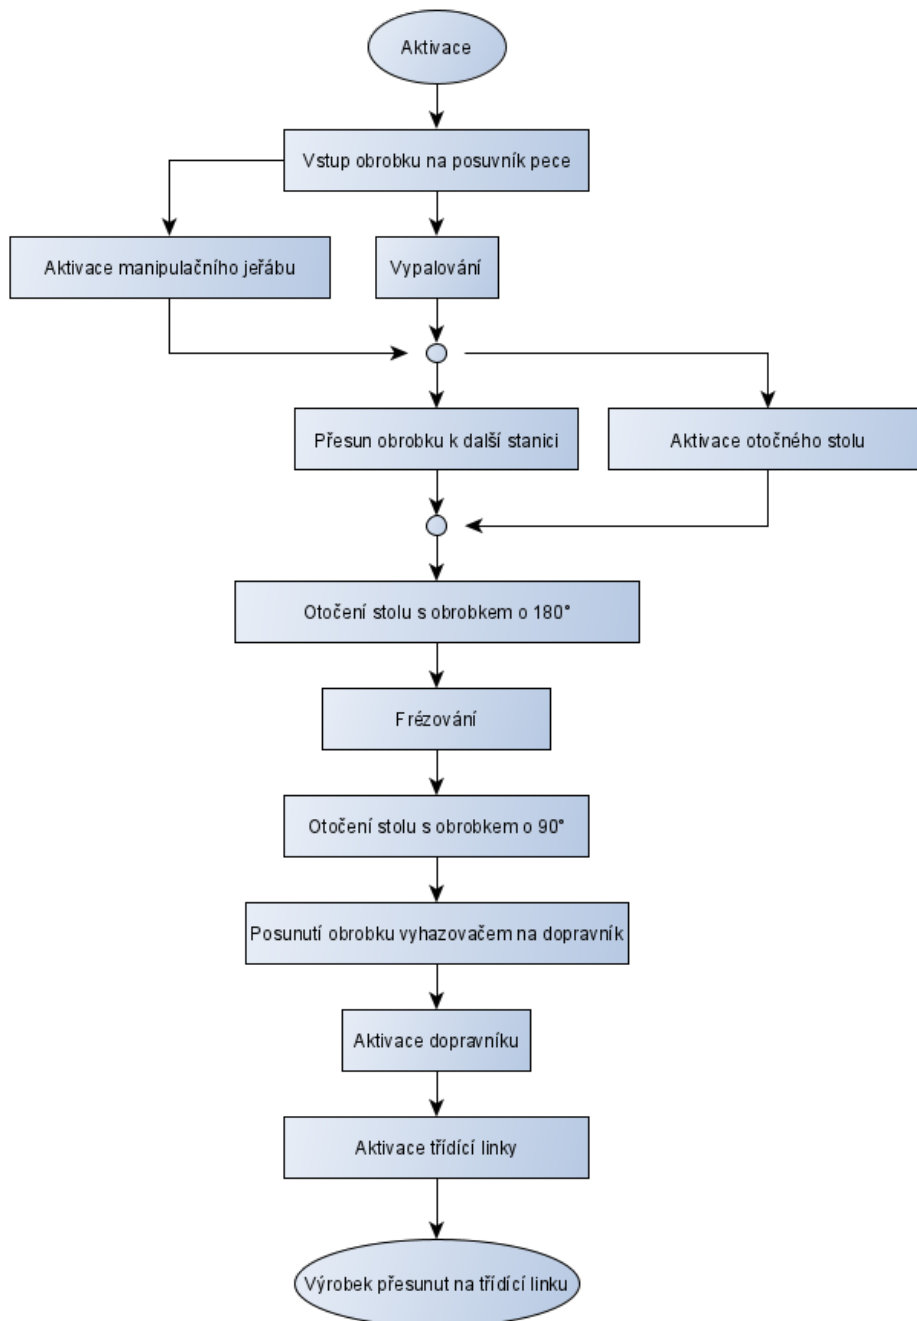 Aktivace
Vstup obrobku na posuvník pece
Aktivace manipulačního jeřábu
Vypalování
Přesun obrobku k další stanici
Aktivace otočného stolu
Otočení stolu s obrobkem o 180°
Frézování
Otočení stolu s obrobkem o 90°
Posunutí obrobku vyhazovačem na dopravník
Aktivace dopravníku
Aktivace třídící linky
Výrobek přesunut na třídící linku